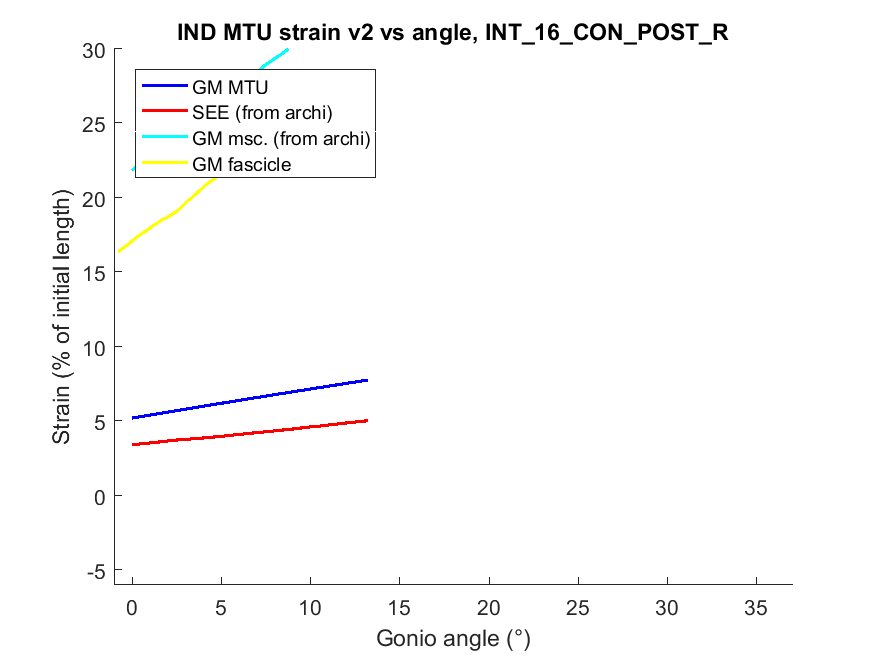 IND MTU strain v2 vs angle, INT_16_CON_POST_R
30
25
20
15
10
5
0
-5
Strain (% of initial length)
GM MTU
SEE (from archi)
GM msc. (from archi)
GM fascicle
0 5 10 15 20 25 30 35
Gonio angle (°)